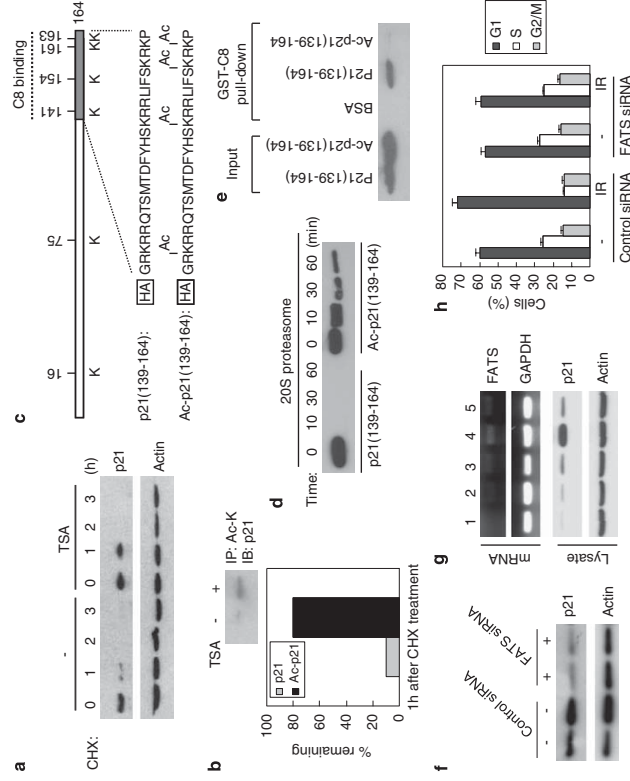 a
TSA
-
CHX: 0 1 2 3 0 1 2 3 (h)
p21
Actin
b
TSA - +
IP: Ac-K
IB: p21
p21
Ac-p21
% remaining
100
80
60
40
20
0
1h after CHX treatment
c
C8 binding
16 75 141 154 161 163 164
K K K K KK
p21(139-164): HA GRKRRQTSMTDFYHSKRRLIFSKRKP
Ac Ac Ac Ac
Ac-p21(139-164): HA GRKRRQTSMTDFYHSKRRLIFSKRKP
d
20S proteasome
Time: 0 10 30 60 0 10 30 60 (min)
p21(139-164) Ac-p21(139-164)
e
Input
GST-C8
pull-down
P21(139-164)
Ac-p21(139-164)
BSA
P21(139-164)
Ac-p21(139-164)
f
Control siRNA FATS siRNA
- - + +
p21
Actin
g
1 2 3 4 5
mRNA
FATS
GAPDH
Lysate
p21
Actin
h
G1
S
G2/M
Cells (%)
80
70
60
50
40
30
20
10
0
- IR - IR
Control siRNA FATS siRNA